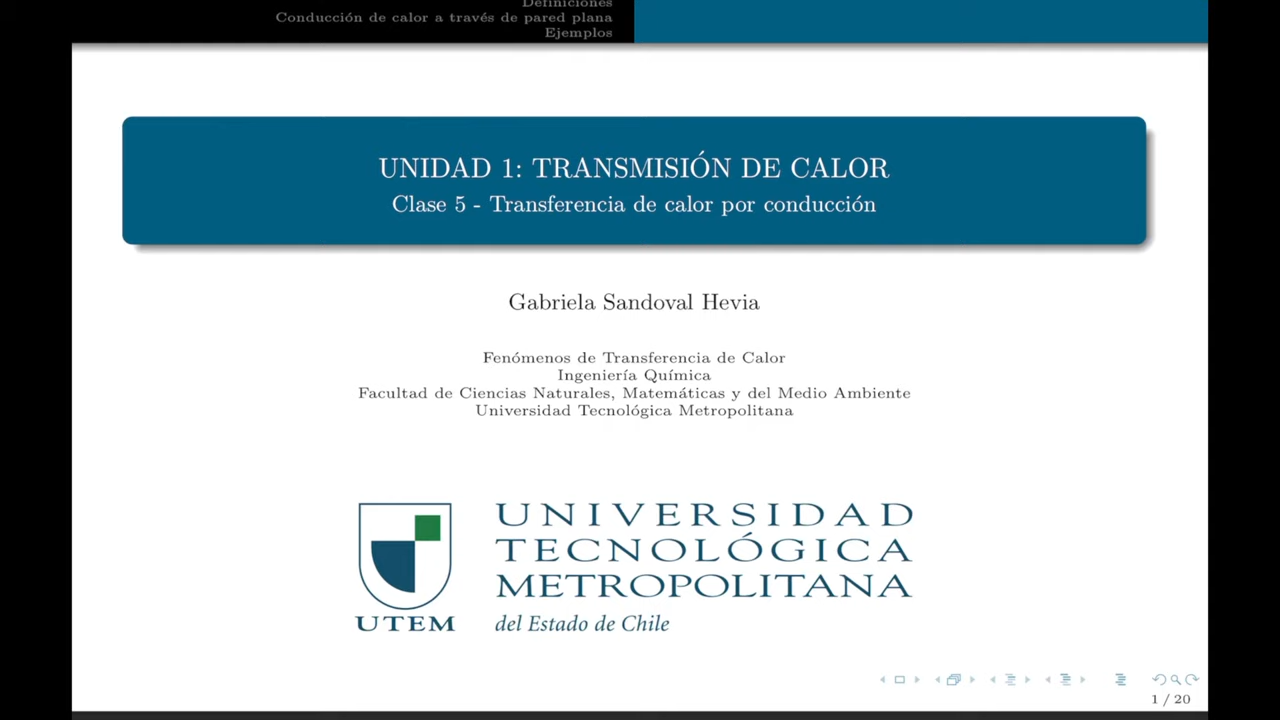 Definiciones
Conducción de calor a través de pared plana
Ejemplos
UNIDAD 1: TRANSMISIÓN DE CALOR
Clase 5 - Transferencia de calor por conducción
Gabriela Sandoval Hevia
Fenómenos de Transferencia de Calor
Ingeniería Química
Facultad de Ciencias Naturales, Matemáticas y del Medio Ambiente
Universidad Tecnológica Metropolitana
UNIVERSIDAD
TECNOLÓGICA
METROPOLITANA
UTEM
del Estado de Chile
1 / 20